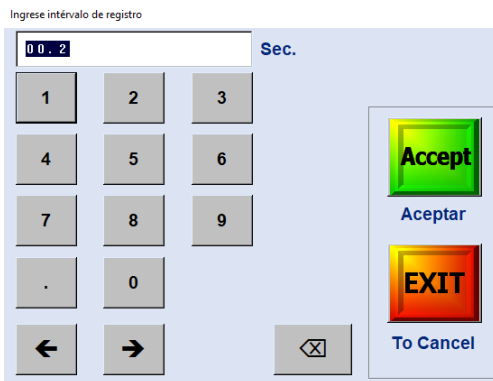 Ingrese intérvalo de registro
00.2 Sec.
1 2 3
4 5 6
Accept
7 8 9
Aceptar
. 0
EXIT
← → ⌫
To Cancel